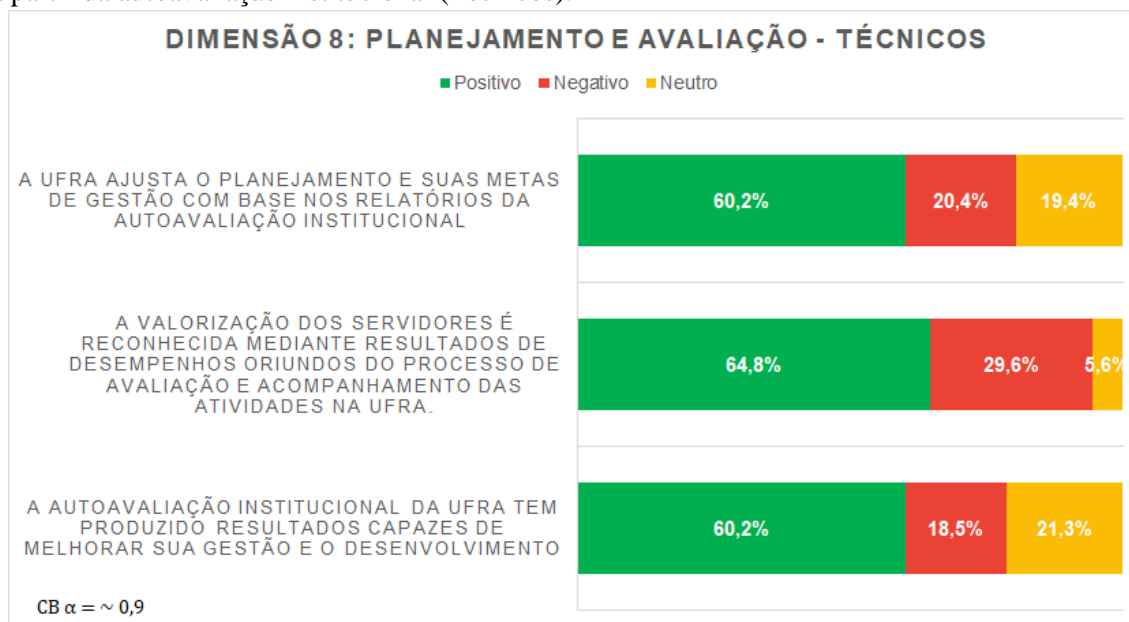 DIMENSÃO 8: PLANEJAMENTO E AVALIAÇÃO - TÉCNICOS
Positivo Negativo Neutro
A UFRA AJUSTA O PLANEJAMENTO E SUAS METAS
DE GESTÃO COM BASE NOS RELATÓRIOS DA
AUTOAVALIAÇÃO INSTITUCIONAL
60,2% 20,4% 19,4%
A VALORIZAÇÃO DOS SERVIDORES É
RECONHECIDA MEDIANTE RESULTADOS DE
DESEMPENHOS ORIUNDOS DO PROCESSO DE
AVALIAÇÃO E ACOMPANHAMENTO DAS
ATIVIDADES NA UFRA.
64,8% 29,6% 5,6%
A AUTOAVALIAÇÃO INSTITUCIONAL DA UFRA TEM
PRODUZIDO RESULTADOS CAPAZES DE
MELHORAR SUA GESTÃO E O DESENVOLVIMENTO
60,2% 18,5% 21,3%
CB α = ~ 0,9